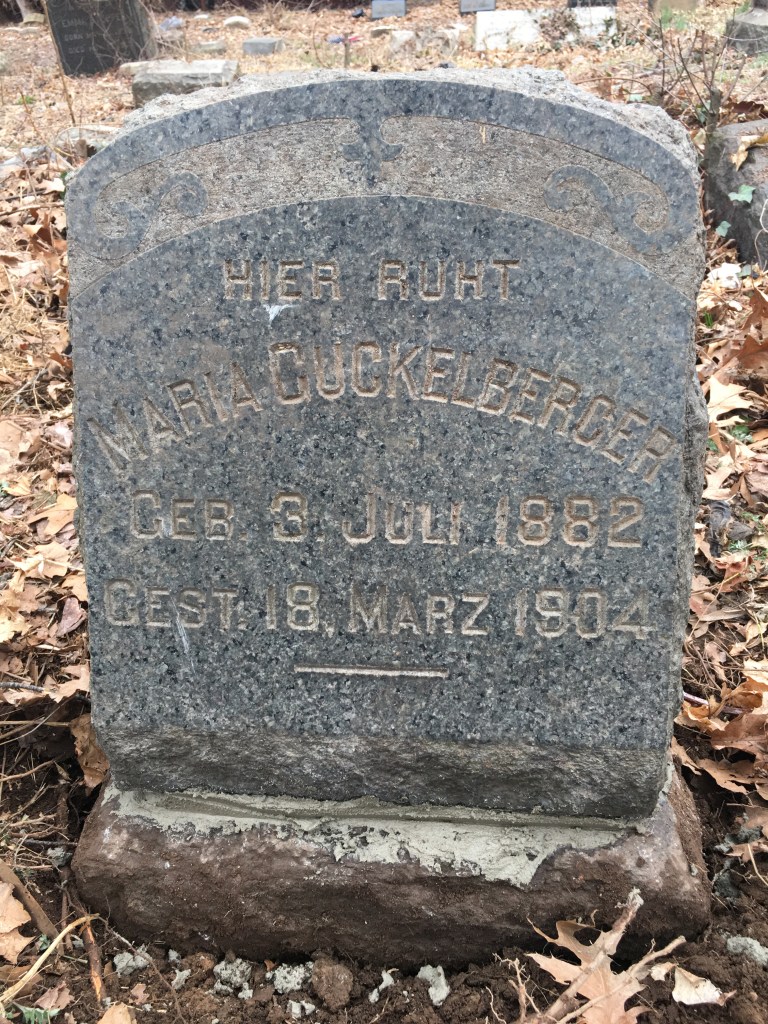 HIER RUHT
MARIA GUCKELBERGER
GEB. 3. JULI 1882
GEST. 18. MARZ 1904